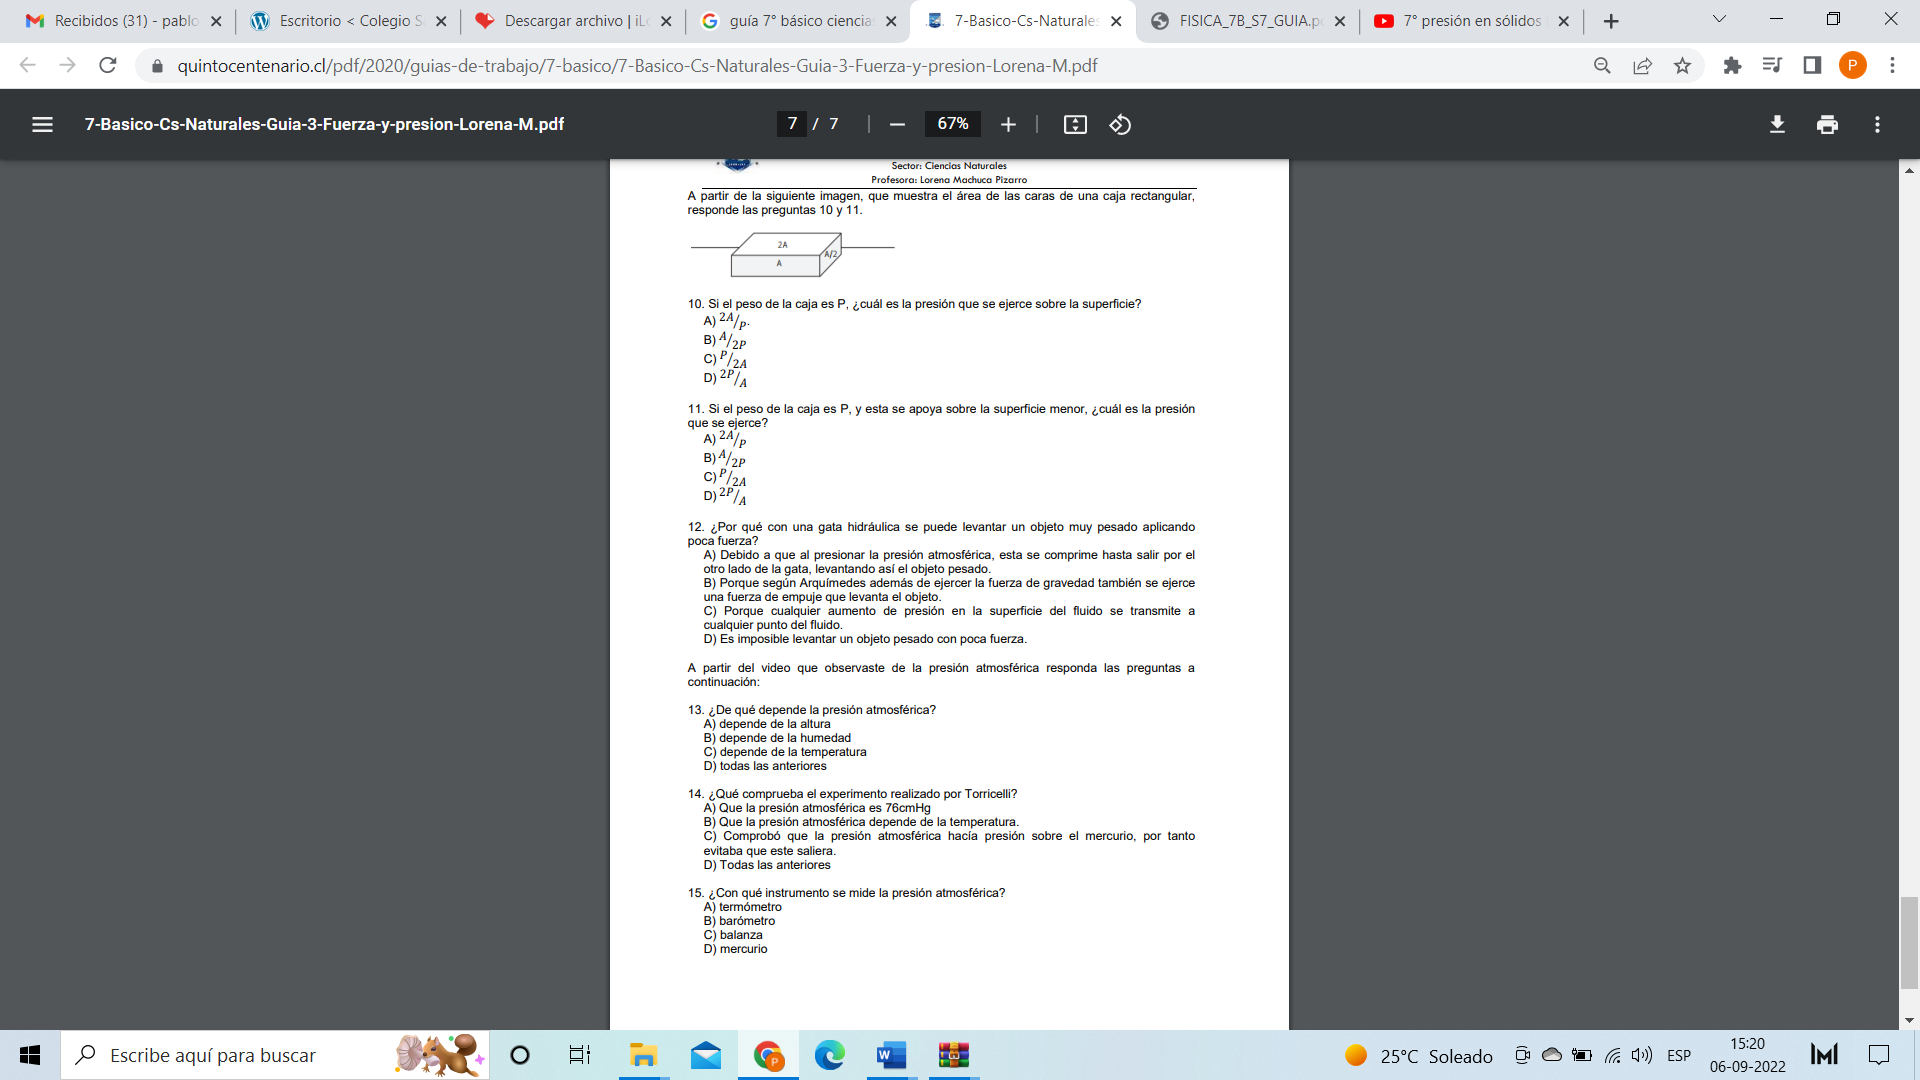 Recibidos (31) - pablo
Escritorio < Colegio S
Descargar archivo | iLo
guía 7° básico ciencia
7-Basico-Cs-Naturales
FISICA_7B_S7_GUIA.p
7° presión en sólidos
quintocentenario.cl/pdf/2020/guias-de-trabajo/7-basico/7-Basico-Cs-Naturales-Guia-3-Fuerza-y-presion-Lorena-M.pdf
P
7-Basico-Cs-Naturales-Guia-3-Fuerza-y-presion-Lorena-M.pdf
7 / 7
67%
Sector: Ciencias Naturales
Profesora: Lorena Machuca Pizarro
A partir de la siguiente imagen, que muestra el área de las caras de una caja rectangular,
responde las preguntas 10 y 11.
2A
A/2
A
10. Si el peso de la caja es P, ¿cuál es la presión que se ejerce sobre la superficie?
A) 2A/P.
B) A/2P
C) P/2A
D) 2P/A
11. Si el peso de la caja es P, y esta se apoya sobre la superficie menor, ¿cuál es la presión
que se ejerce?
A) 2A/P
B) A/2P
C) P/2A
D) 2P/A
12. ¿Por qué con una gata hidráulica se puede levantar un objeto muy pesado aplicando
poca fuerza?
A) Debido a que al presionar la presión atmosférica, esta se comprime hasta salir por el
otro lado de la gata, levantando así el objeto pesado.
B) Porque según Arquímedes además de ejercer la fuerza de gravedad también se ejerce
una fuerza de empuje que levanta el objeto.
C) Porque cualquier aumento de presión en la superficie del fluido se transmite a
cualquier punto del fluido.
D) Es imposible levantar un objeto pesado con poca fuerza.
A partir del video que observaste de la presión atmosférica responda las preguntas a
continuación:
13. ¿De qué depende la presión atmosférica?
A) depende de la altura
B) depende de la humedad
C) depende de la temperatura
D) todas las anteriores
14. ¿Qué comprueba el experimento realizado por Torricelli?
A) Que la presión atmosférica es 76cmHg
B) Que la presión atmosférica depende de la temperatura.
C) Comprobó que la presión atmosférica hacía presión sobre el mercurio, por tanto
evitaba que este saliera.
D) Todas las anteriores
15. ¿Con qué instrumento se mide la presión atmosférica?
A) termómetro
B) barómetro
C) balanza
D) mercurio
Escribe aquí para buscar
25°C Soleado
ESP
15:20
06-09-2022